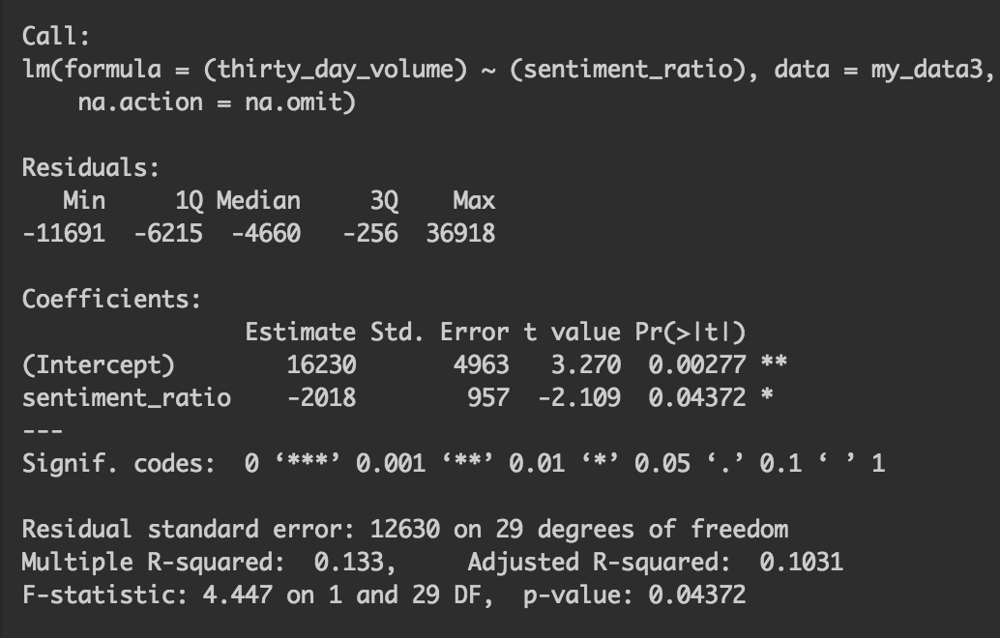 Call:
lm(formula = (thirty_day_volume) ~ (sentiment_ratio), data = my_data3,
    na.action = na.omit)

Residuals:
   Min     1Q Median     3Q    Max
-11691  -6215  -4660   -256  36918

Coefficients:
                Estimate Std. Error t value Pr(>|t|)
(Intercept)        16230       4963   3.270  0.00277 **
sentiment_ratio    -2018        957  -2.109  0.04372 *
---
Signif. codes:  0 ‘***’ 0.001 ‘**’ 0.01 ‘*’ 0.05 ‘.’ 0.1 ‘ ’ 1

Residual standard error: 12630 on 29 degrees of freedom
Multiple R-squared:  0.133,	Adjusted R-squared:  0.1031
F-statistic: 4.447 on 1 and 29 DF,  p-value: 0.04372